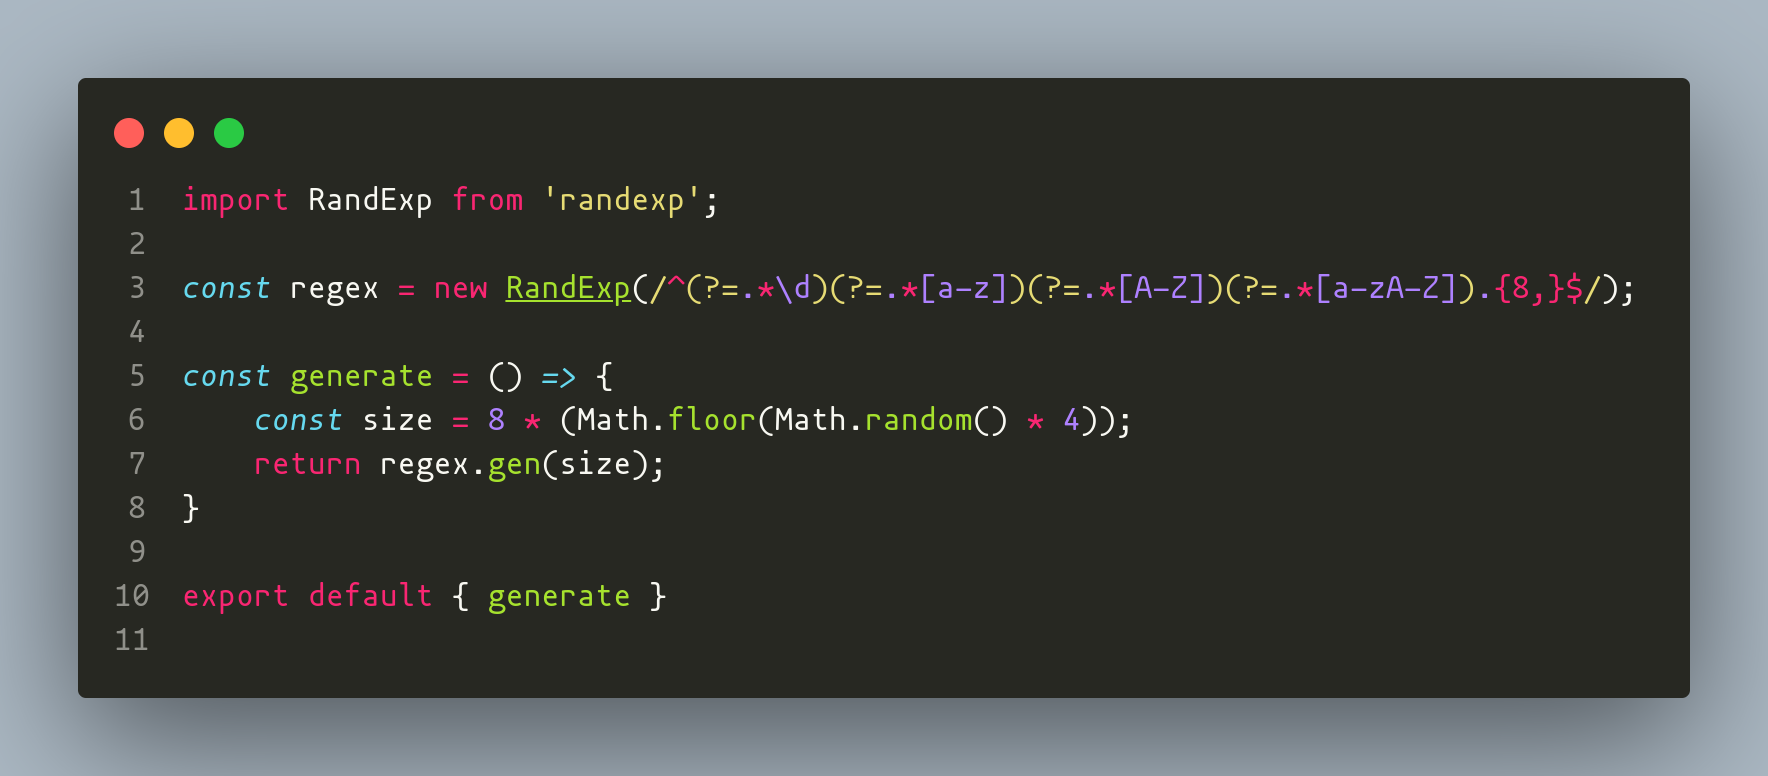 1 import RandExp from 'randexp';
2
3 const regex = new RandExp(/^(?=.*\d)(?=.*[a-z])(?=.*[A-Z])(?=.*[a-zA-Z]).{8,}$/);
4
5 const generate = () => {
6     const size = 8 * (Math.floor(Math.random() * 4));
7     return regex.gen(size);
8 }
9
10 export default { generate }
11